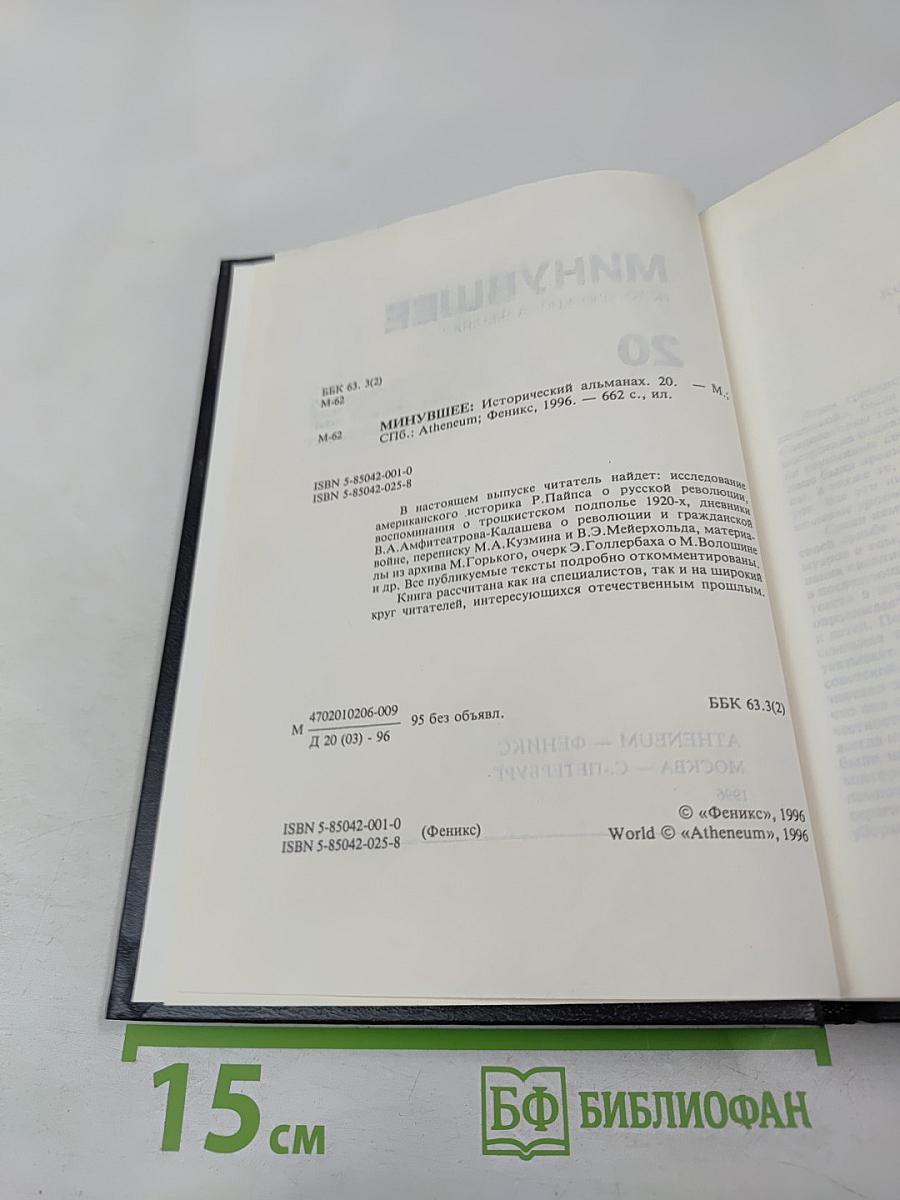 ББК 63. 3(2)
М-62
М-62
МИНУВШЕЕ: Исторический альманах. 20. — М.;
СПб.: Atheneum; Феникс, 1996. — 662 с., ил.
ISBN 5-85042-001-0
ISBN 5-85042-025-8
В настоящем выпуске читатель найдет: исследование
американского историка Р.Пайпса о русской революции,
воспоминания о троцкистском подполье 1920-х, дневники
В.А.Амфитеатрова-Кадашева о революции и гражданской
войне, переписку М.А.Кузмина и В.Э.Мейерхольда, материа-
лы из архива М.Горького, очерк Э.Голлербаха о М.Волошине
и др. Все публикуемые тексты подробно откомментированы.
Книга рассчитана как на специалистов, так и на широкий
круг читателей, интересующихся отечественным прошлым.
М 4702010206-009 95 без объявл.
Д 20 (03) - 96
ББК 63.3(2)
ISBN 5-85042-001-0
ISBN 5-85042-025-8
(Феникс)
© «Феникс», 1996
World © «Atheneum», 1996
15 см
БФ БИБЛИОФАН